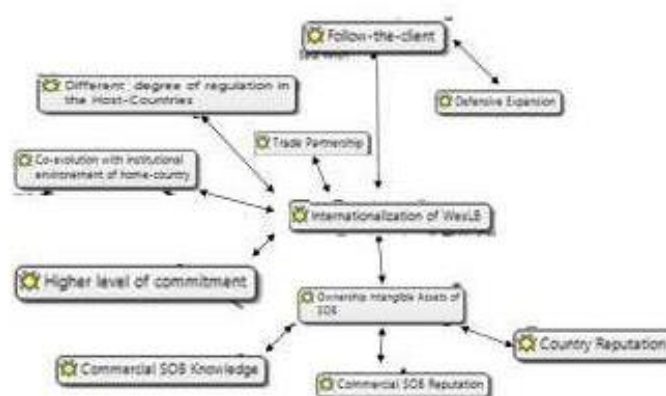 Follow-the-client
Different degree of regulation in
the Host-Countries
Defensive Expansion
Trade Partnership
Co-evolution with institutional
environement of home-country
Internationalization of WestLB
Higher level of commitment
Ownership Intangible Assets of
SOB
Country Reputation
Commercial SOB Knowledge
Commercial SOB Reputation